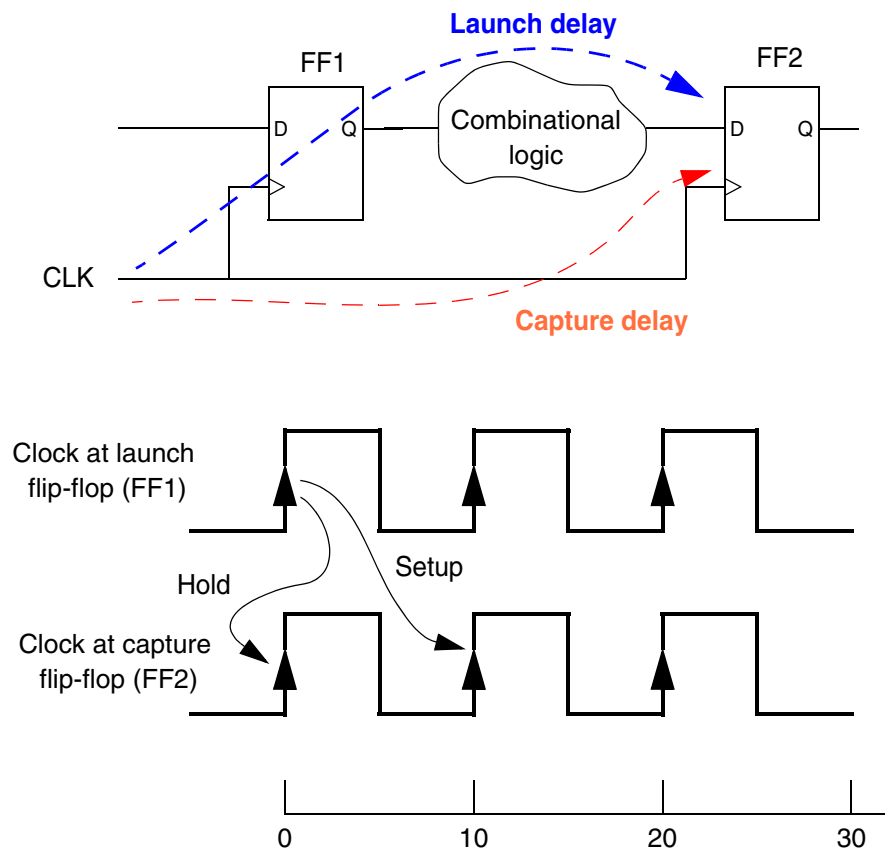 Launch delay
FF1
FF2
D
Q
Combinational
logic
D
Q
CLK
Capture delay
Clock at launch
flip-flop (FF1)
Setup
Hold
Clock at capture
flip-flop (FF2)
0
10
20
30